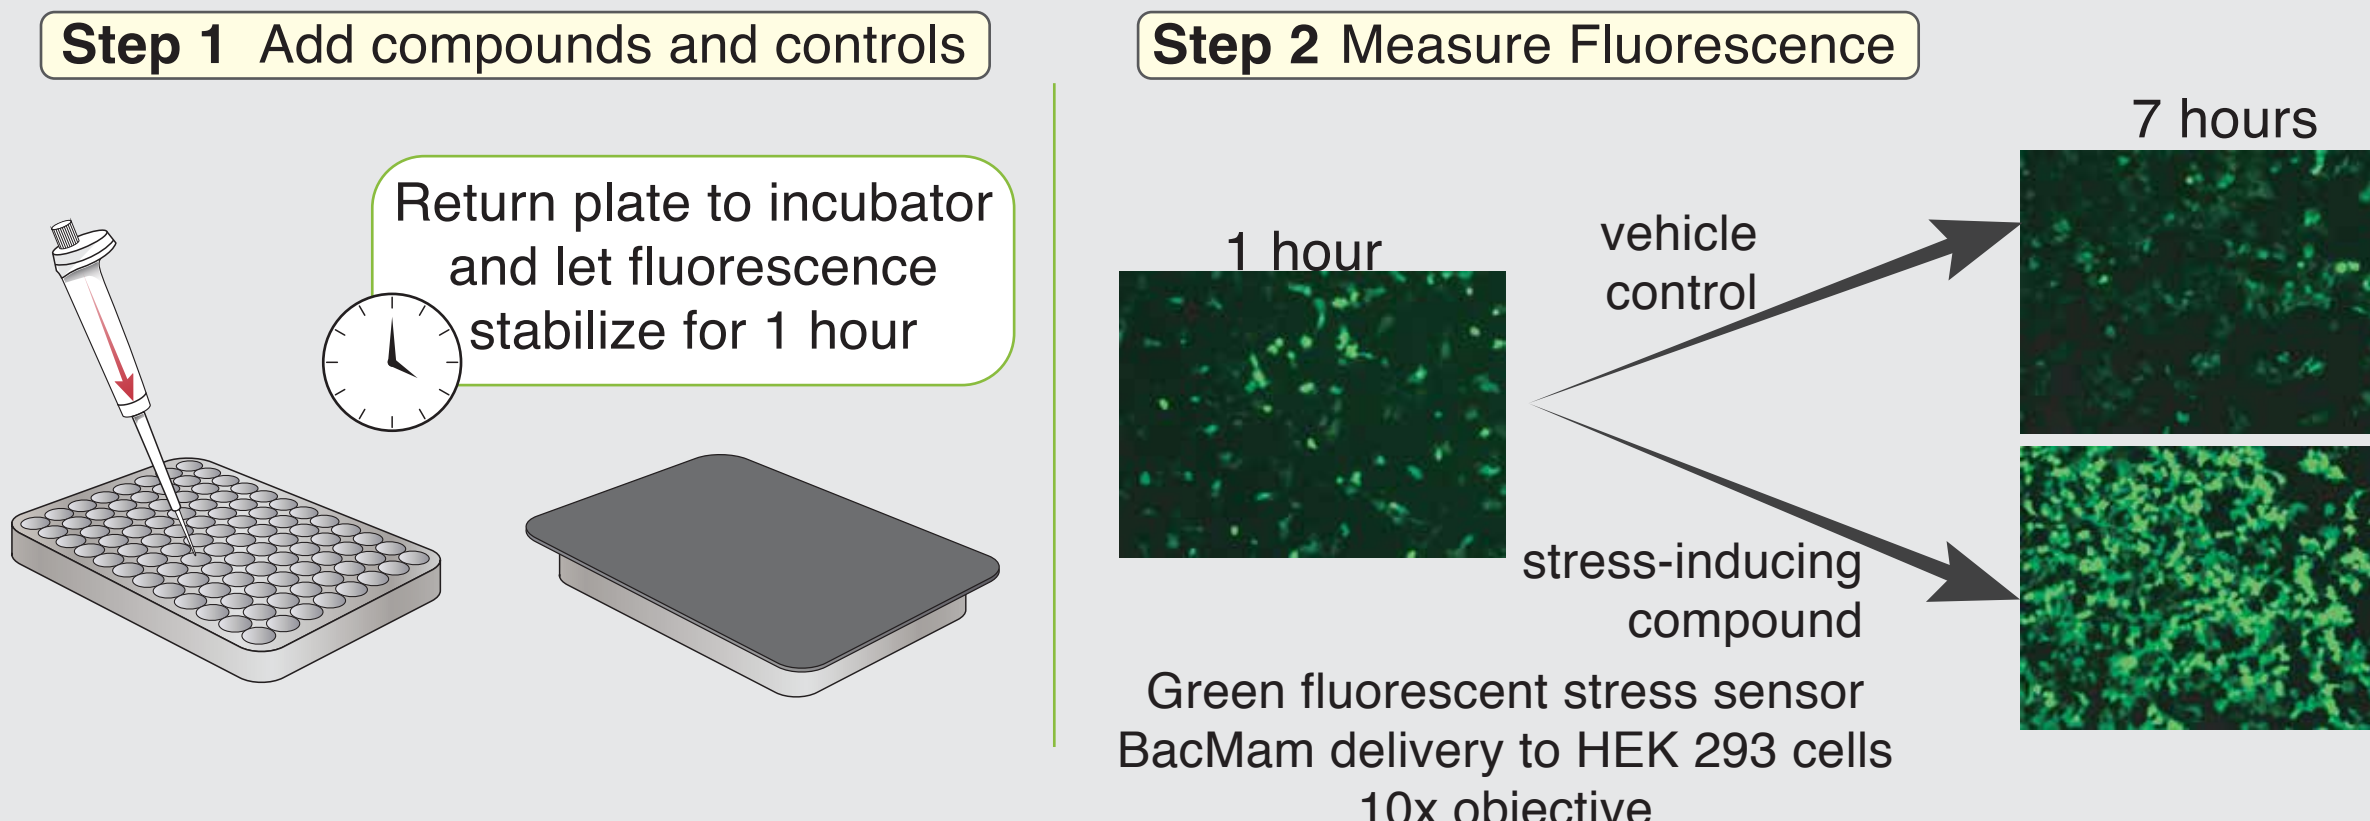 Step 1 Add compounds and controls
Return plate to incubator
and let fluorescence
stabilize for 1 hour
Step 2 Measure Fluorescence
1 hour
vehicle
control
stress-inducing
compound
7 hours
Green fluorescent stress sensor
BacMam delivery to HEK 293 cells
10x objective